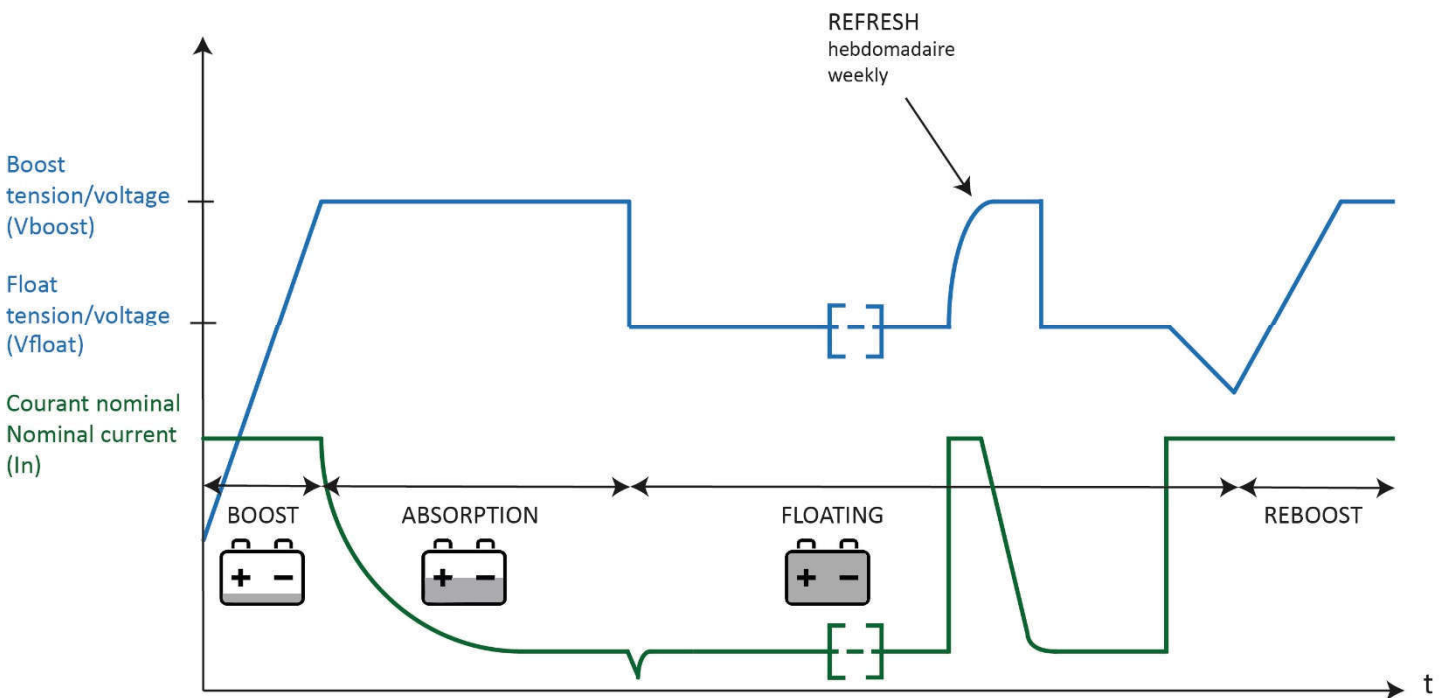 REFRESH
hebdomadaire
weekly
Boost
tension/voltage
(Vboost)
Float
tension/voltage
(Vfloat)
Courant nominal
Nominal current
(In)
BOOST
ABSORPTION
FLOATING
REBOOST
+ −
+ −
+ −
t